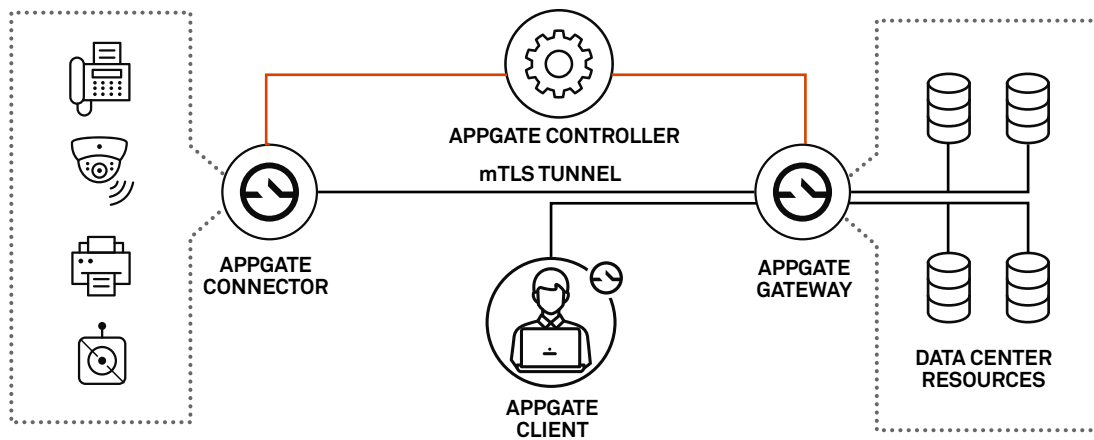 APPGATE CONTROLLER
mTLS TUNNEL
APPGATE
CONNECTOR
APPGATE
GATEWAY
APPGATE
CLIENT
DATA CENTER
RESOURCES